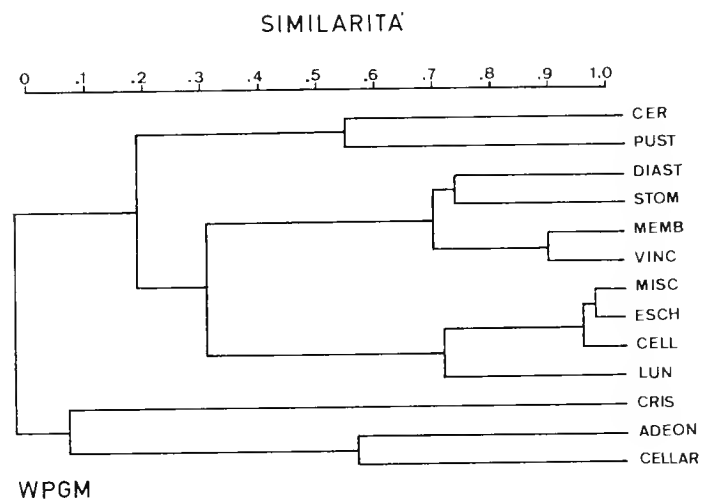 SIMILARITÀ
0 .1 .2 .3 .4 .5 .6 .7 .8 .9 1.0
CER
PUST
DIAST
STOM
MEMB
VINC
MISC
ESCH
CELL
LUN
CRIS
ADEON
CELLAR
WPGM